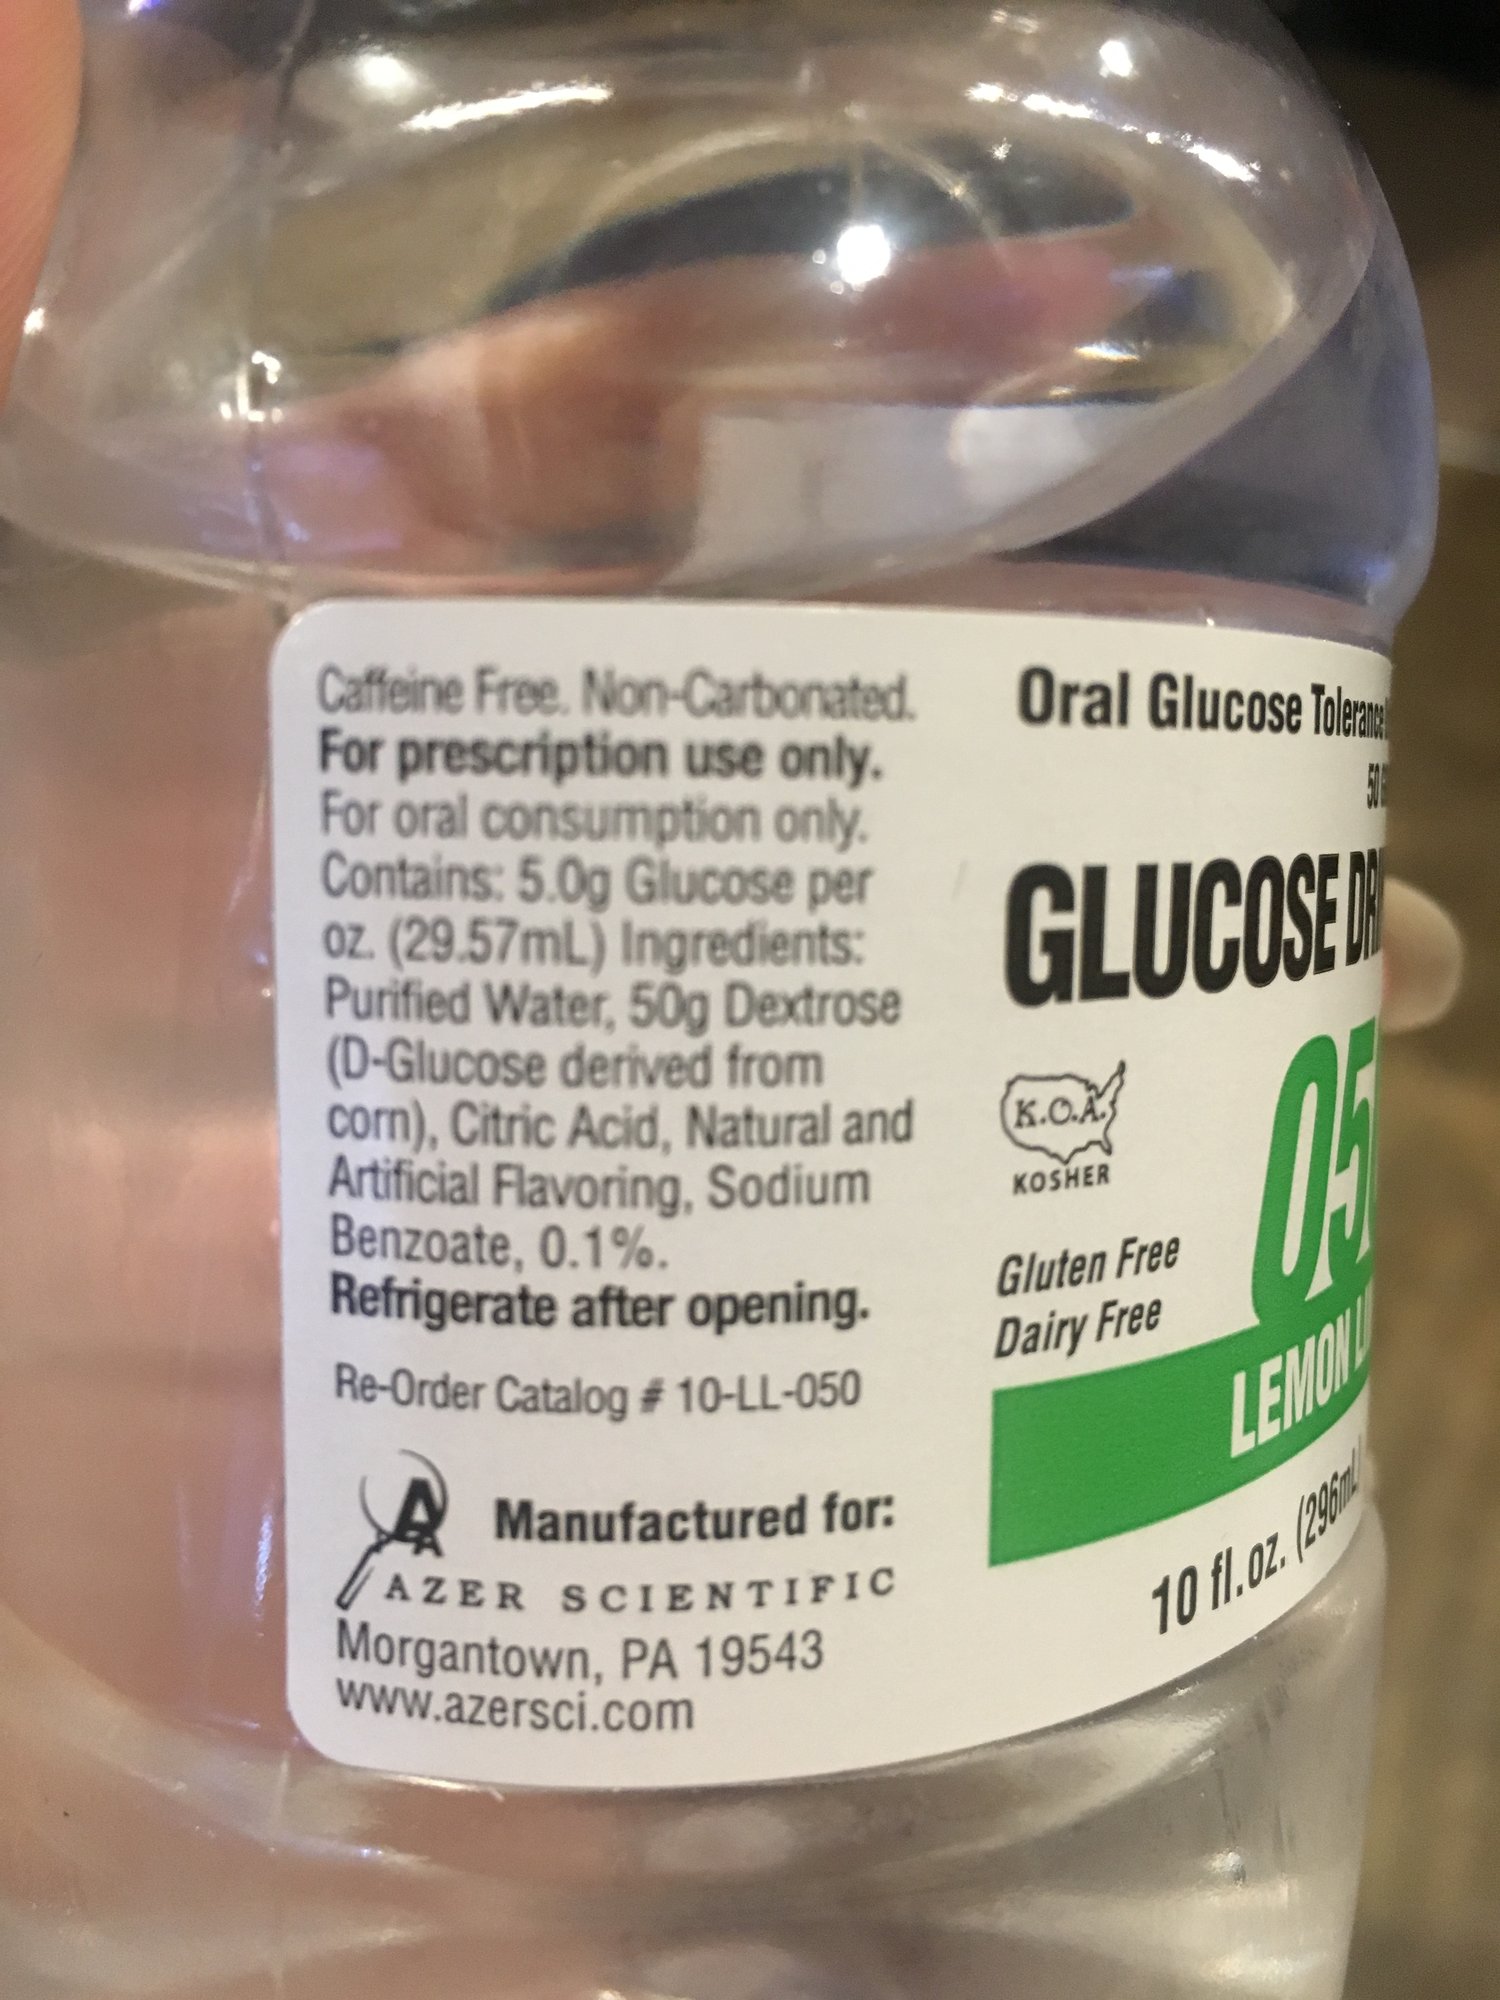 Caffeine Free. Non-Carbonated.
For prescription use only.
For oral consumption only.
Contains: 5.0g Glucose per
oz. (29.57mL) Ingredients:
Purified Water, 50g Dextrose
(D-Glucose derived from
corn), Citric Acid, Natural and
Artificial Flavoring, Sodium
Benzoate, 0.1%.
Refrigerate after opening.
Re-Order Catalog # 10-LL-050
A
A
Manufactured for:
AZER SCIENTIFIC
Morgantown, PA 19543
www.azersci.com
Oral Glucose Tolerance
50
GLUCOSE
K.O.A.
KOSHER
Gluten Free
Dairy Free
LEMON
10 fl.oz. (296mL